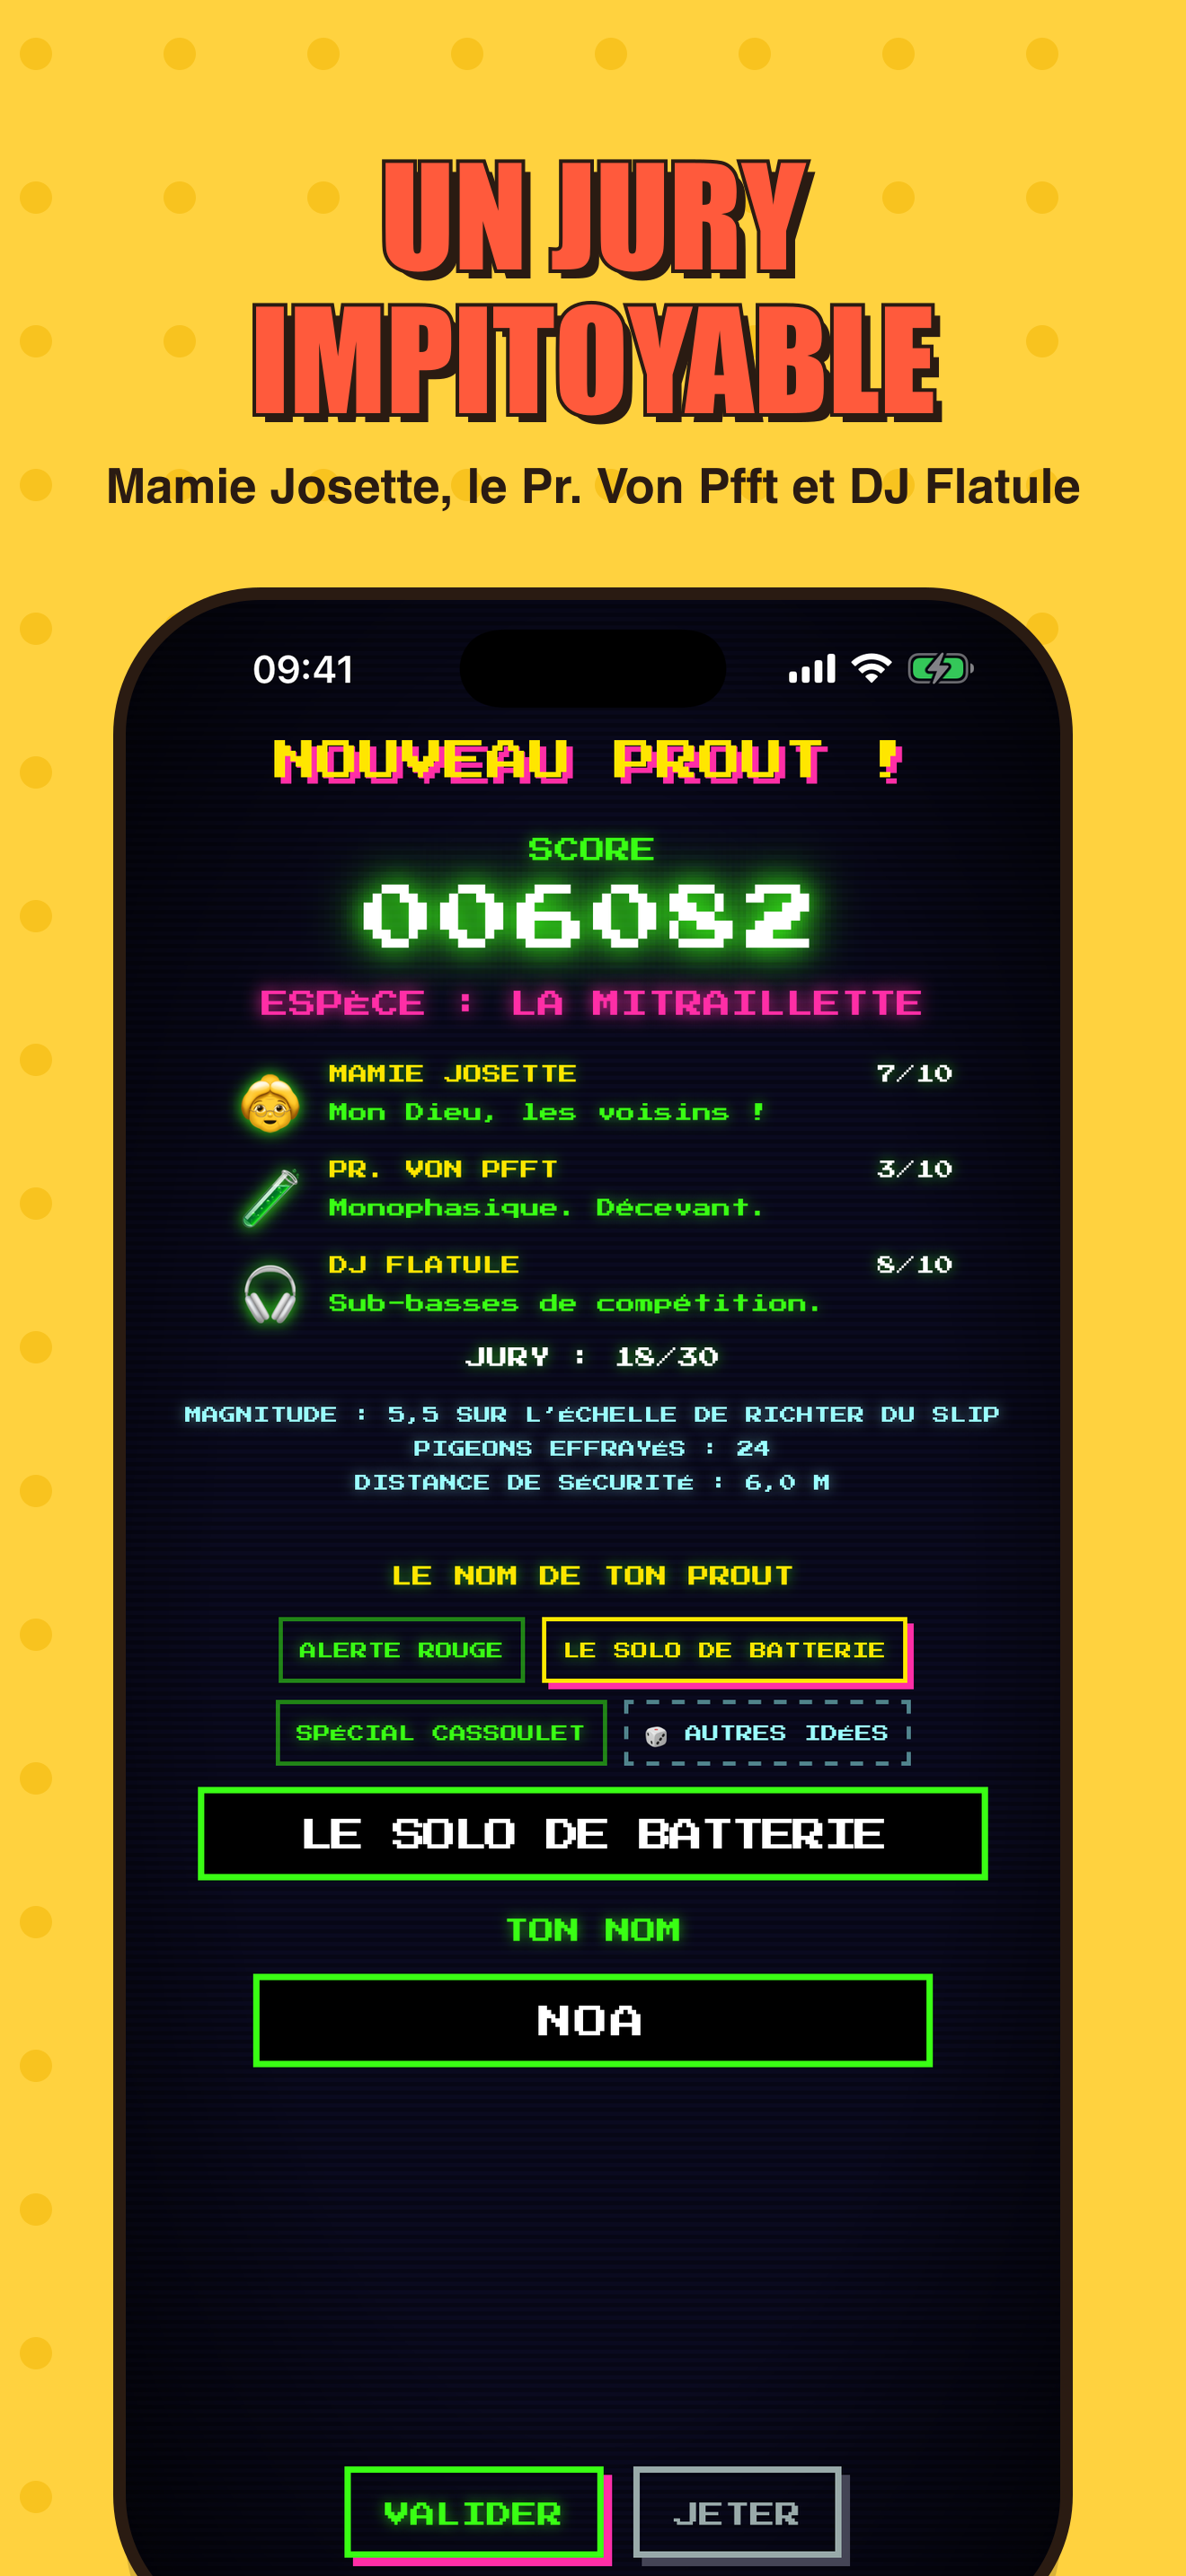 UN JURY
IMPITOYABLE
Mamie Josette, le Pr. Von Pfft et DJ Flatule
09:41
NOUVEAU PROUT !
SCORE
006082
ESPèCE : LA MITRAILLETTE
MAMIE JOSETTE 7/10
Mon Dieu, les voisins !
PR. VON PFFT 3/10
Monophasique. Décevant.
DJ FLATULE 8/10
Sub-basses de compétition.
JURY : 18/30
MAGNITUDE : 5,5 SUR L'éCHELLE DE RICHTER DU SLIP
PIGEONS EFFRAYéS : 24
DISTANCE DE SéCURITé : 6,0 M
LE NOM DE TON PROUT
ALERTE ROUGE LE SOLO DE BATTERIE
SPéCIAL CASSOULET AUTRES IDéES
LE SOLO DE BATTERIE
TON NOM
NOA
VALIDER JETER